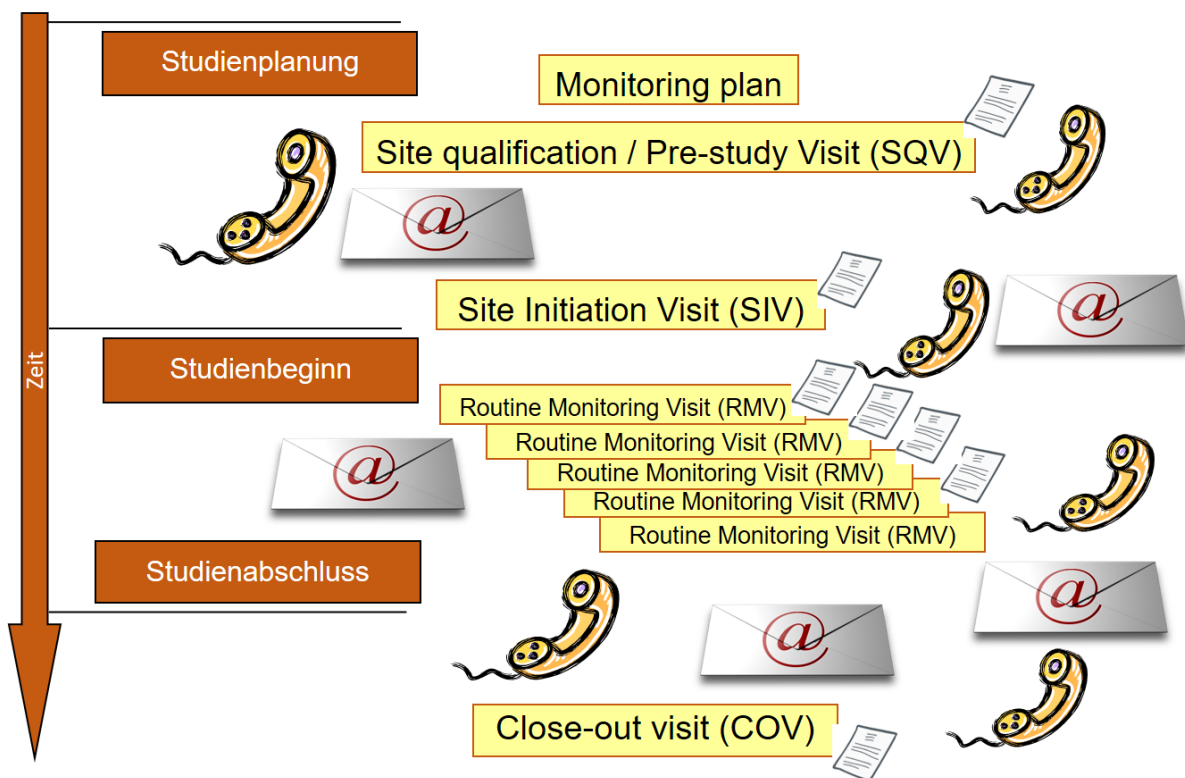 Studienplanung
Monitoring plan
Site qualification / Pre-study Visit (SQV)
@
Site Initiation Visit (SIV)
@
Zeit
Studienbeginn
Routine Monitoring Visit (RMV)
Routine Monitoring Visit (RMV)
@
Routine Monitoring Visit (RMV)
Routine Monitoring Visit (RMV)
Routine Monitoring Visit (RMV)
Studienabschluss
@
@
Close-out visit (COV)